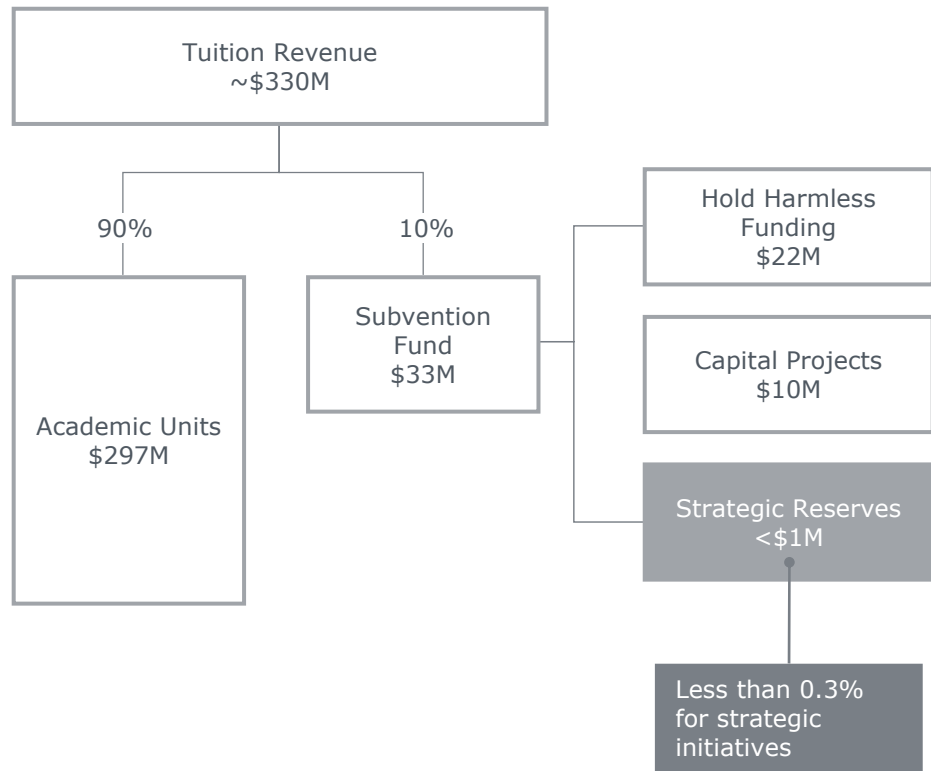 Tuition Revenue
~$330M
90%
10%
Academic Units
$297M
Subvention
Fund
$33M
Hold Harmless
Funding
$22M
Capital Projects
$10M
Strategic Reserves
<$1M
Less than 0.3%
for strategic
initiatives